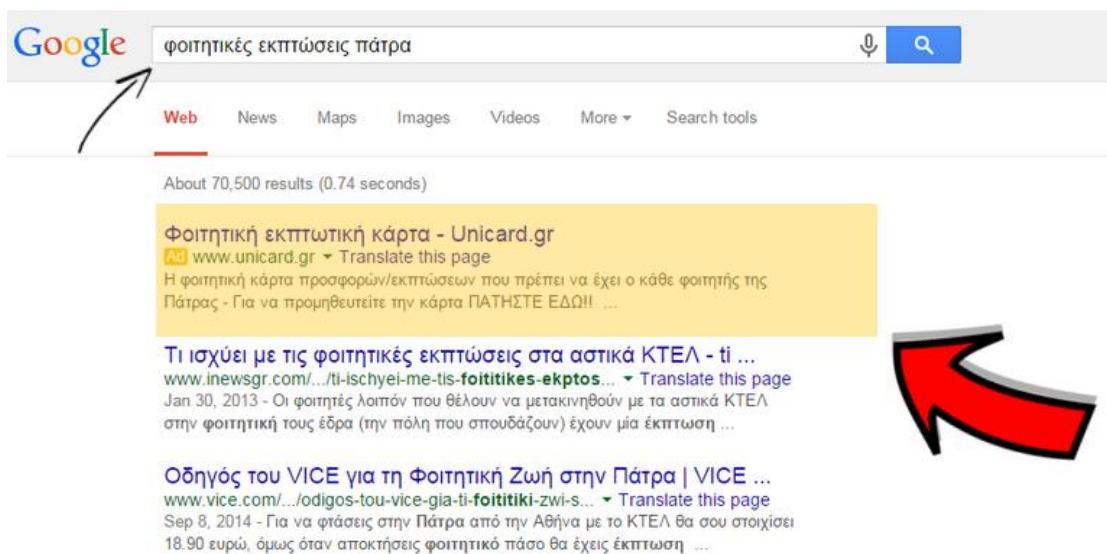 Google φοιτητικές εκπτώσεις πάτρα
Web News Maps Images Videos More Search tools
About 70,500 results (0.74 seconds)
Φοιτητική εκπτωτική κάρτα - Unicard.gr
Ad www.unicard.gr Translate this page
Η φοιτητική κάρτα προσφορών/εκπτώσεων που πρέπει να έχει ο κάθε φοιτητής της
Πάτρας - Για να προμηθευτείτε την κάρτα ΠΑΤΗΣΤΕ ΕΔΩ!! ...
Τι ισχύει με τις φοιτητικές εκπτώσεις στα αστικά ΚΤΕΛ - ti ...
www.inewsgr.com/.../ti-ischyei-me-tis-foititikes-ekptos... Translate this page
Jan 30, 2013 - Οι φοιτητές λοιπόν που θέλουν να μετακινηθούν με τα αστικά ΚΤΕΛ
στην φοιτητική τους έδρα (την πόλη που σπουδάζουν) έχουν μία έκπτωση ...
Οδηγός του VICE για τη Φοιτητική Ζωή στην Πάτρα | VICE ...
www.vice.com/.../odigos-tou-vice-gia-ti-foititiki-zwi-s... Translate this page
Sep 8, 2014 - Για να φτάσεις στην Πάτρα από την Αθήνα με το ΚΤΕΛ θα σου στοιχίσει
18.90 ευρώ, όμως όταν αποκτήσεις φοιτητικό πάσο θα έχεις έκπτωση ...